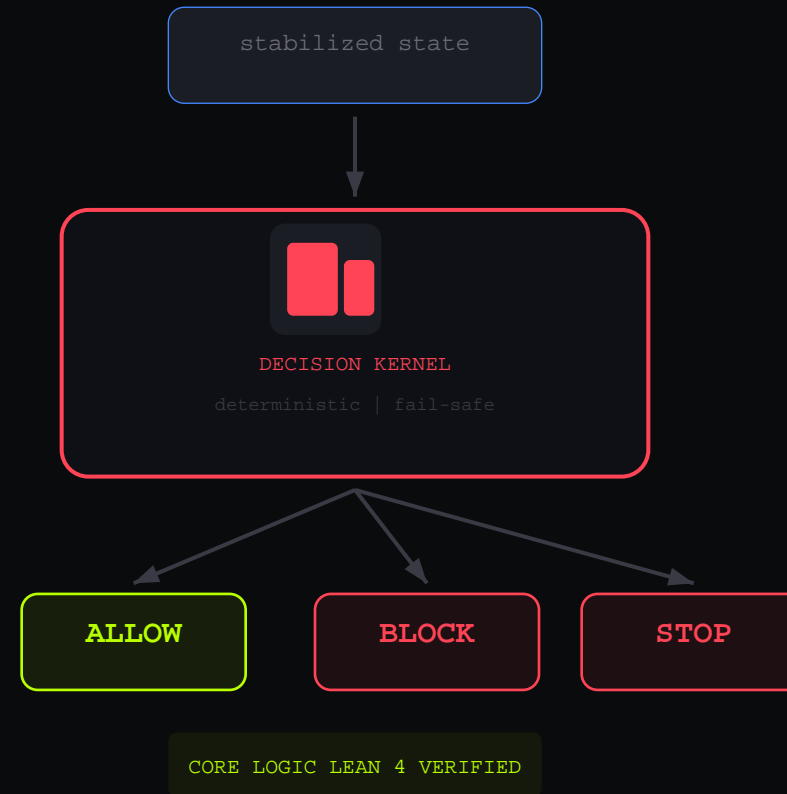 stabilized state
DECISION KERNEL
deterministic | fail-safe
ALLOW
BLOCK
STOP
CORE LOGIC LEAN 4 VERIFIED